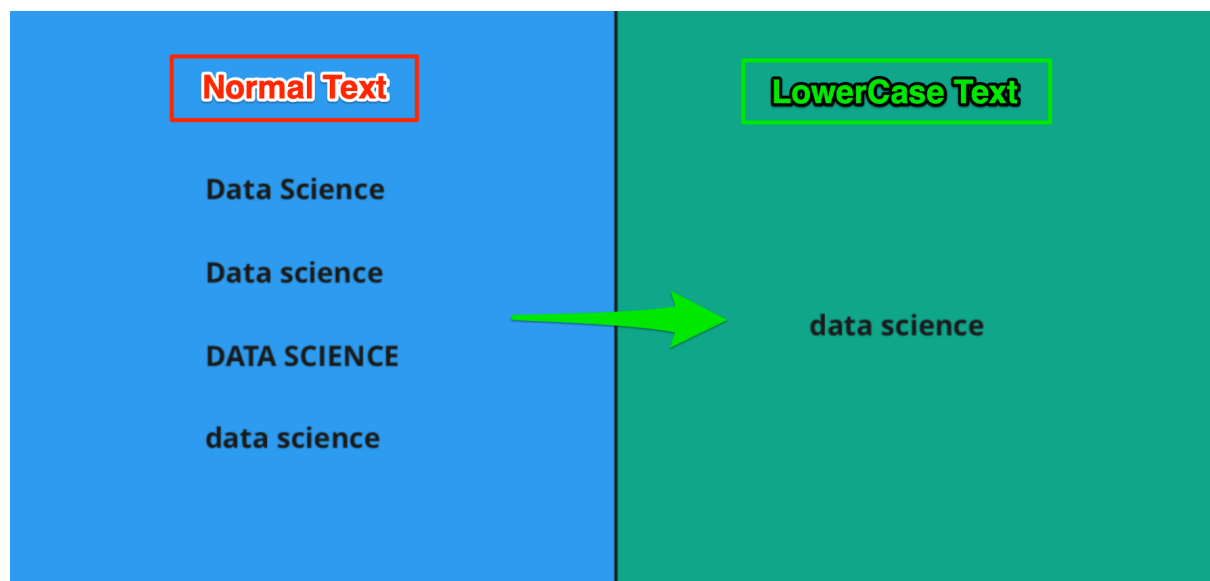 Normal Text
Data Science
Data science
DATA SCIENCE
data science
LowerCase Text
data science